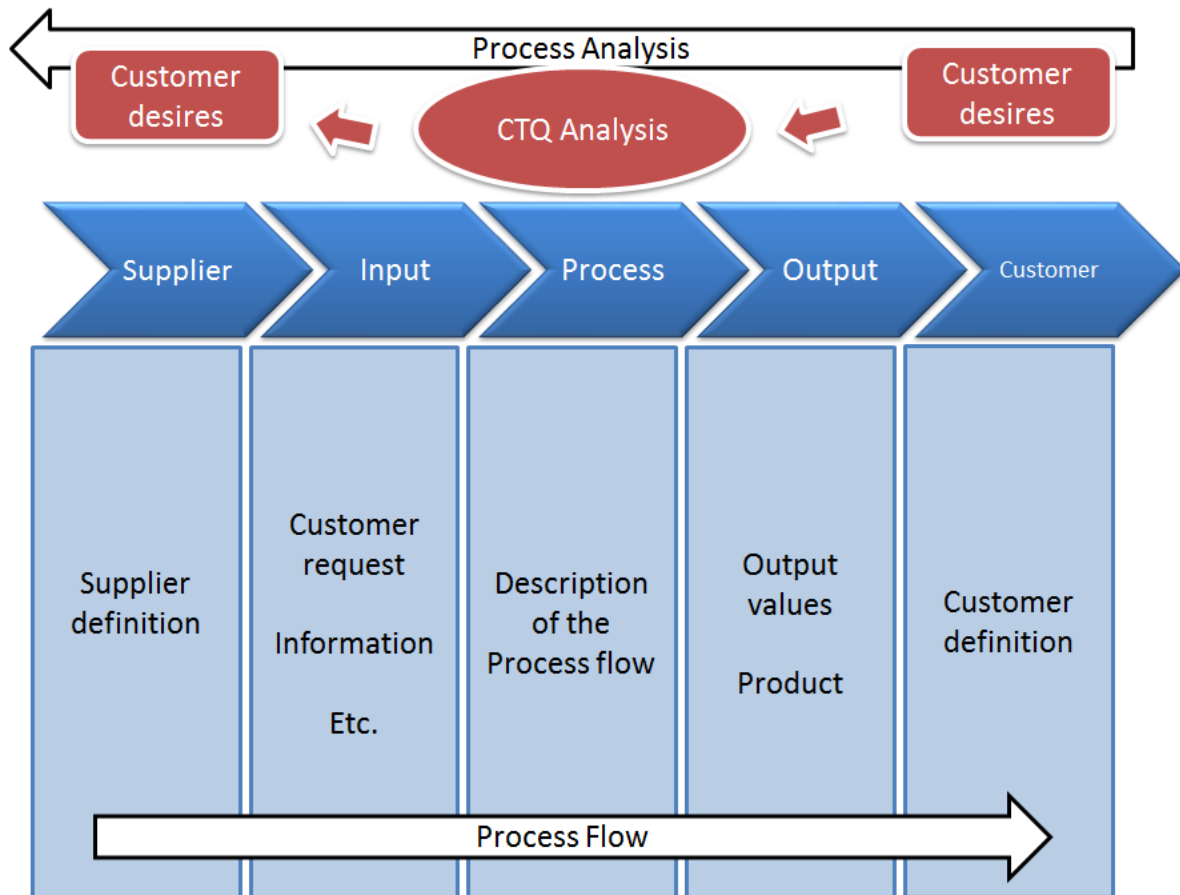 Process Analysis
Customer
desires
CTQ Analysis
Customer
desires
Supplier
Input
Process
Output
Customer
Supplier
definition
Customer
request
Information
Etc.
Description
of the
Process flow
Output
values
Product
Customer
definition
Process Flow